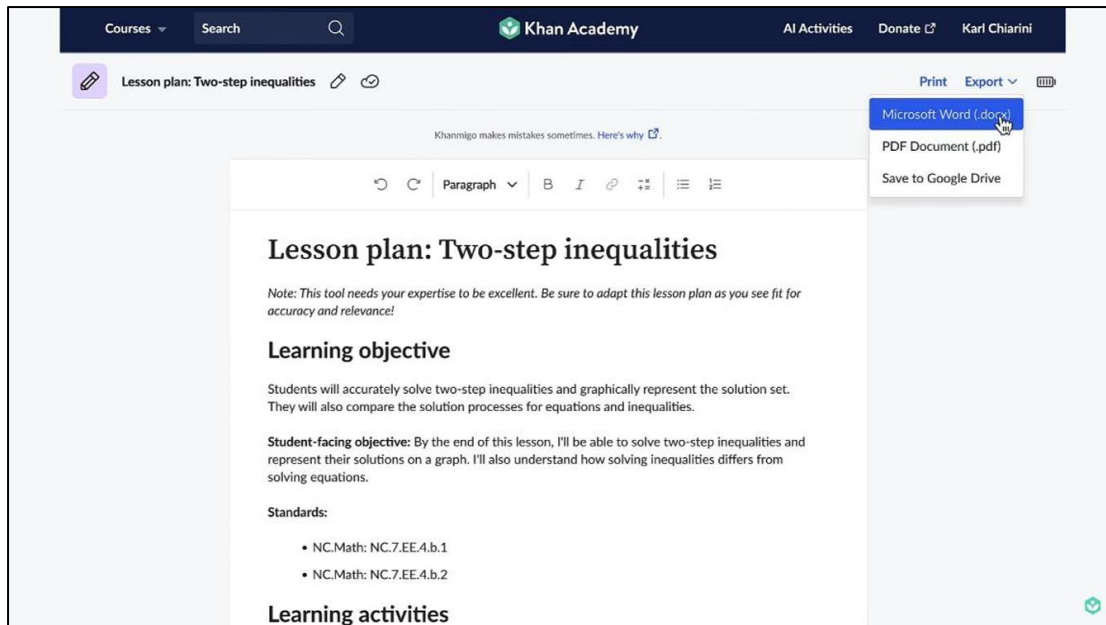 Courses
Search
Khan Academy
AI Activities
Donate
Karl Chiarini
Lesson plan: Two-step inequalities
Print
Export
Microsoft Word (.docx)
PDF Document (.pdf)
Save to Google Drive
Khanmigo makes mistakes sometimes. Here's why.
Paragraph
B
I
Lesson plan: Two-step inequalities
Note: This tool needs your expertise to be excellent. Be sure to adapt this lesson plan as you see fit for
accuracy and relevance!
Learning objective
Students will accurately solve two-step inequalities and graphically represent the solution set.
They will also compare the solution processes for equations and inequalities.
Student-facing objective: By the end of this lesson, I'll be able to solve two-step inequalities and
represent their solutions on a graph. I'll also understand how solving inequalities differs from
solving equations.
Standards:
• NC.Math: NC.7.EE.4.b.1
• NC.Math: NC.7.EE.4.b.2
Learning activities